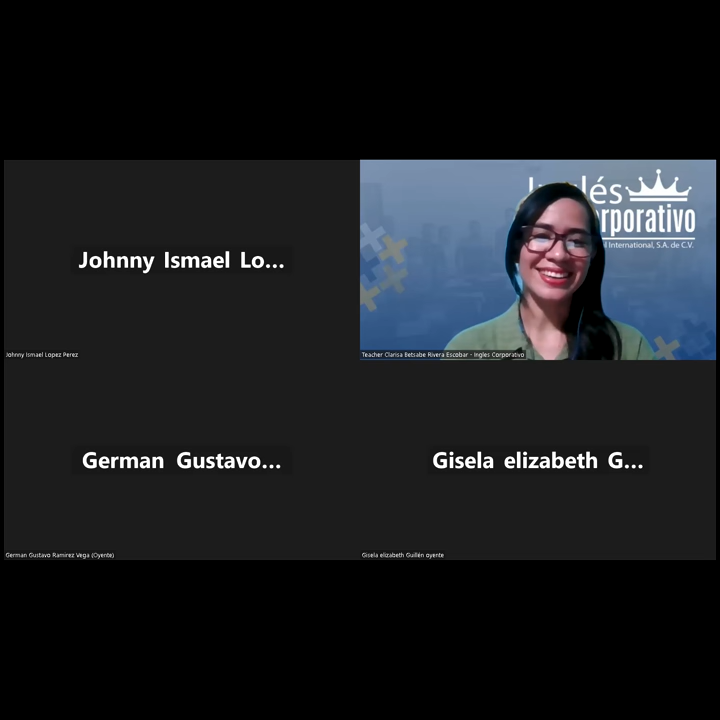 Johnny Ismael Lo...
Johnny Ismael Lopez Perez
Inglés
orporativo
l International, S.A. de C.V.
Teacher Clarisa Betsabe Rivera Escobar - Ingles Corporativo
German Gustavo...
German Gustavo Ramirez Vega (Oyente)
Gisela elizabeth G...
Gisela elizabeth Guillén oyente